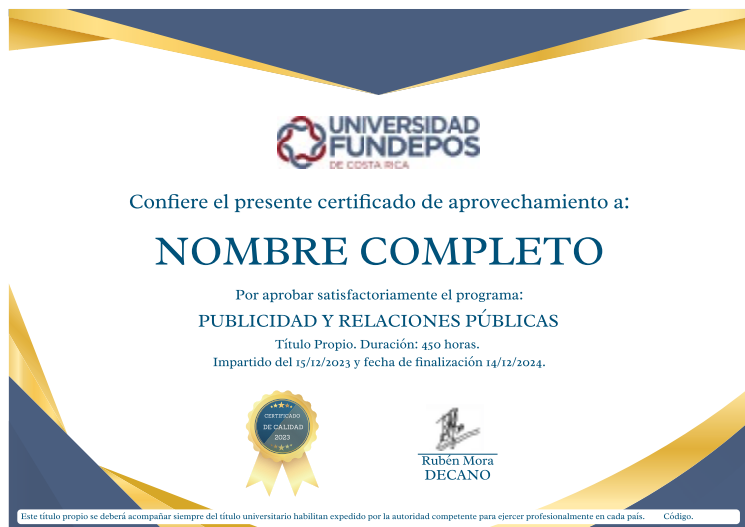 UNIVERSIDAD
FUNDEPOS
DE COSTA RICA
Confiere el presente certificado de aprovechamiento a:
NOMBRE COMPLETO
Por aprobar satisfactoriamente el programa:
PUBLICIDAD Y RELACIONES PÚBLICAS
Título Propio. Duración: 450 horas.
Impartido del 15/12/2023 y fecha de finalización 14/12/2024.
CERTIFICADO
DE CALIDAD
2023
Rubén Mora
DECANO
Este título propio se deberá acompañar siempre del título universitario habilitan expedido por la autoridad competente para ejercer profesionalmente en cada país. Código.